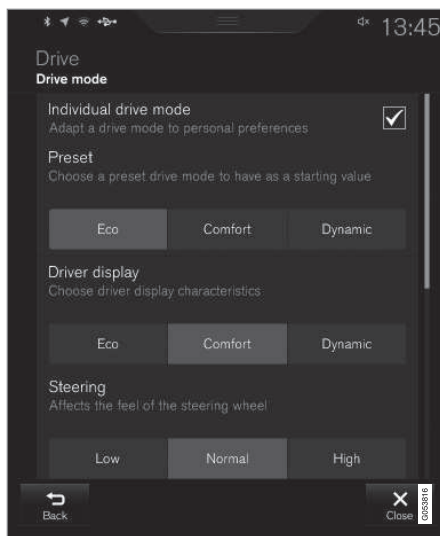 13:45
Drive
Drive mode
Individual drive mode
Adapt a drive mode to personal preferences
Preset
Choose a preset drive mode to have as a starting value
Eco Comfort Dynamic
Driver display
Choose driver display characteristics
Eco Comfort Dynamic
Steering
Affects the feel of the steering wheel
Low Normal High
Back Close
G053816